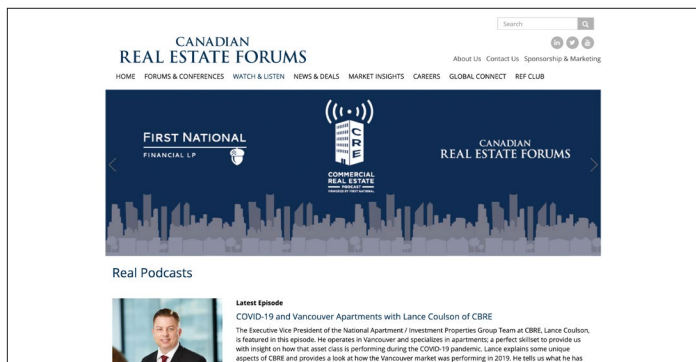 Search
CANADIAN
REAL ESTATE FORUMS
About Us Contact Us Sponsorship & Marketing
HOME FORUMS & CONFERENCES WATCH & LISTEN NEWS & DEALS MARKET INSIGHTS CAREERS GLOBAL CONNECT REF CLUB
FIRST NATIONAL
FINANCIAL LP
CRE
COMMERCIAL
REAL ESTATE
PODCAST
POWERED BY FIRST NATIONAL
CANADIAN
REAL ESTATE FORUMS
Real Podcasts
Latest Episode
COVID-19 and Vancouver Apartments with Lance Coulson of CBRE
The Executive Vice President of the National Apartment / Investment Properties Group Team at CBRE, Lance Coulson,
is featured in this episode. He operates in Vancouver and specializes in apartments; a perfect skillset to provide us
with insight on how that asset class is performing during the COVID-19 pandemic. Lance explains some unique
aspects of CBRE and provides a look at how the Vancouver market was performing in 2019. He tells us what he has